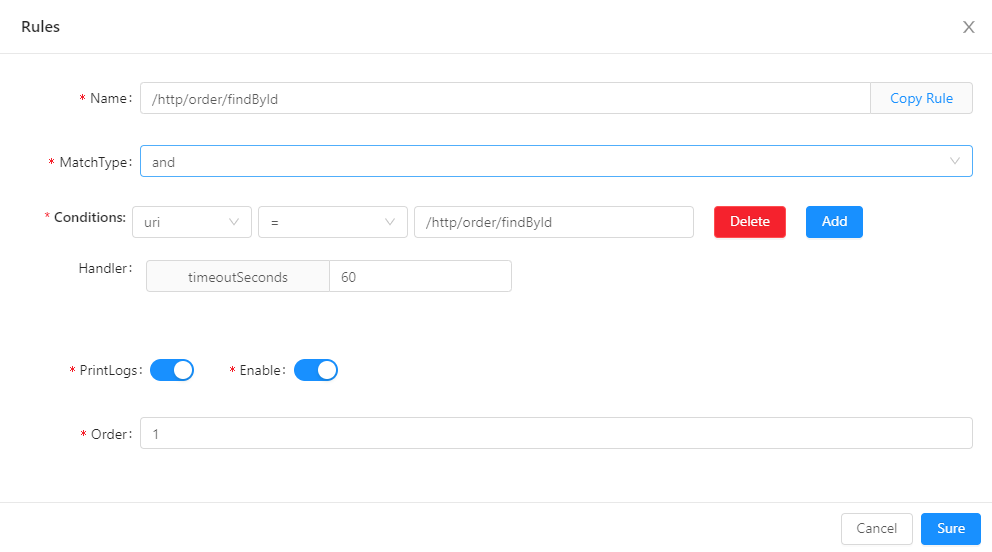 Rules
* Name: /http/order/findById Copy Rule
* MatchType: and
* Conditions: uri = /http/order/findById Delete Add
Handler: timeoutSeconds 60
* PrintLogs: * Enable:
* Order: 1
Cancel Sure